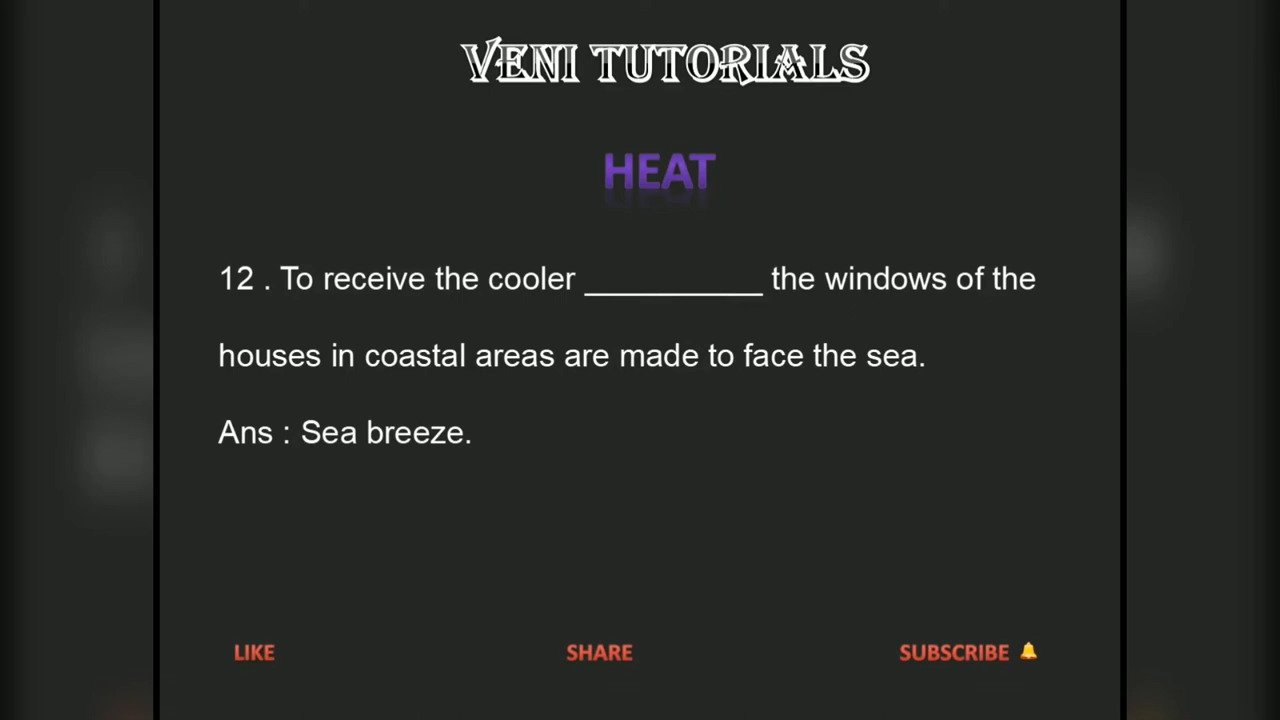 VENI TUTORIALS
HEAT
12 . To receive the cooler __________ the windows of the
houses in coastal areas are made to face the sea.
Ans : Sea breeze.
LIKE
SHARE
SUBSCRIBE 🔔